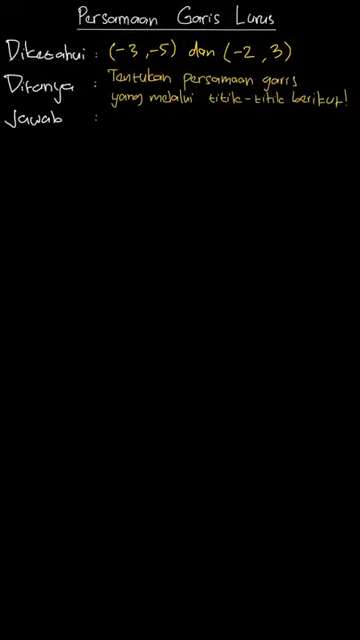 Persamaan Garis Lurus
Diketahui : (-3, -5) dan (-2, 3)
Ditanya : Tentukan persamaan garis
yang melalui titik-titik berikut!
Jawab :